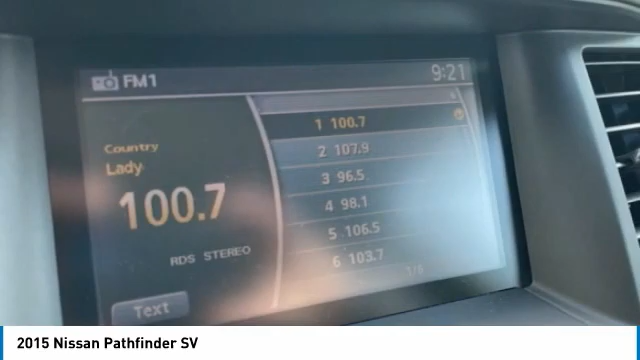 FM1
9:21
Country
Lady
100.7
RDS STEREO
Text
1 100.7
2 107.9
3 96.5
4 98.1
5 106.5
6 103.7
1/6
2015 Nissan Pathfinder SV